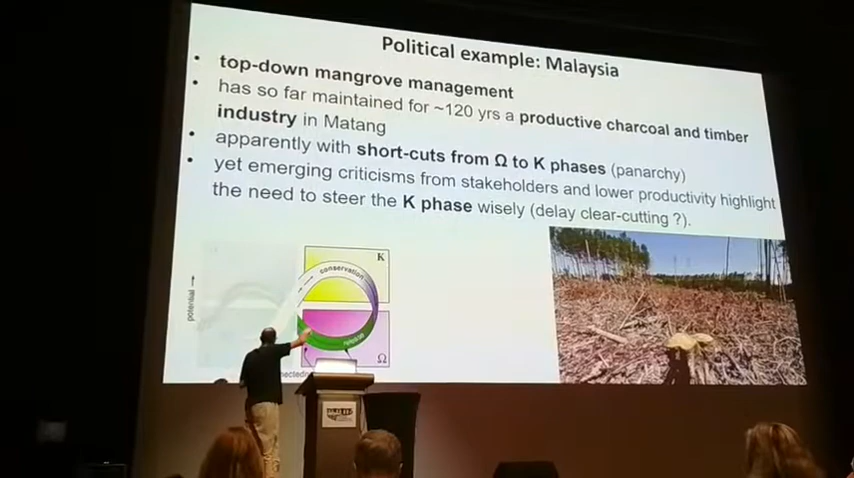 Political example: Malaysia
• top-down mangrove management
• has so far maintained for ~120 yrs a productive charcoal and timber
industry in Matang
• apparently with short-cuts from Ω to K phases (panarchy)
• yet emerging criticisms from stakeholders and lower productivity highlight
the need to steer the K phase wisely (delay clear-cutting ?).
K
conservation
potential →
release
Ω